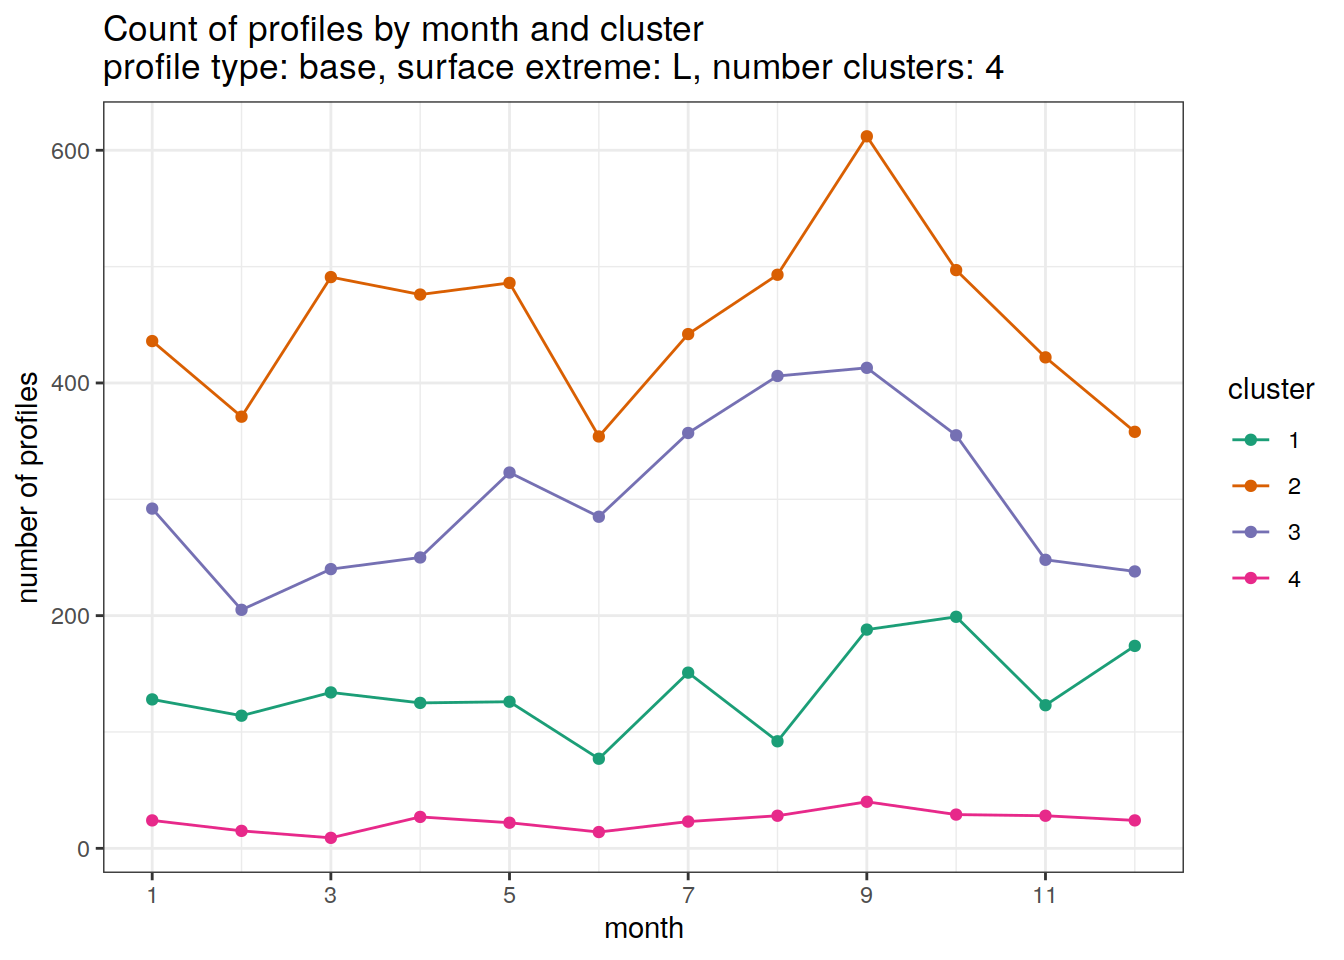 Count of profiles by month and cluster
profile type: base, surface extreme: L, number clusters: 4
number of profiles
600
400
200
0
1 3 5 7 9 11
month
cluster
1
2
3
4